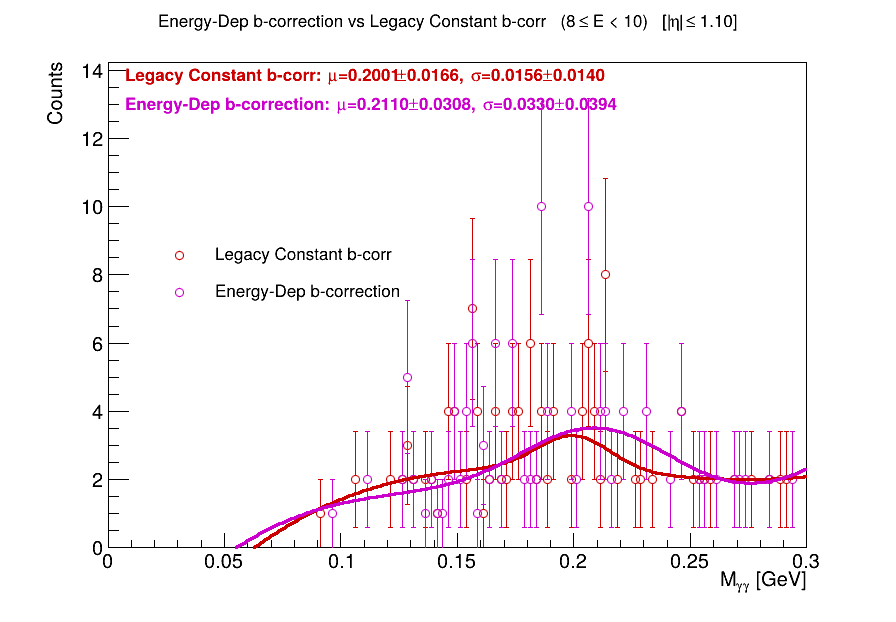 Energy-Dep b-correction vs Legacy Constant b-corr (8 ≤ E < 10) [|η| ≤ 1.10]
Counts
Legacy Constant b-corr: μ=0.2001±0.0166, σ=0.0156±0.0140
Energy-Dep b-correction: μ=0.2110±0.0308, σ=0.0330±0.0394
Legacy Constant b-corr
Energy-Dep b-correction
14
12
10
8
6
4
2
0
0 0.05 0.1 0.15 0.2 0.25 0.3
Mγγ [GeV]